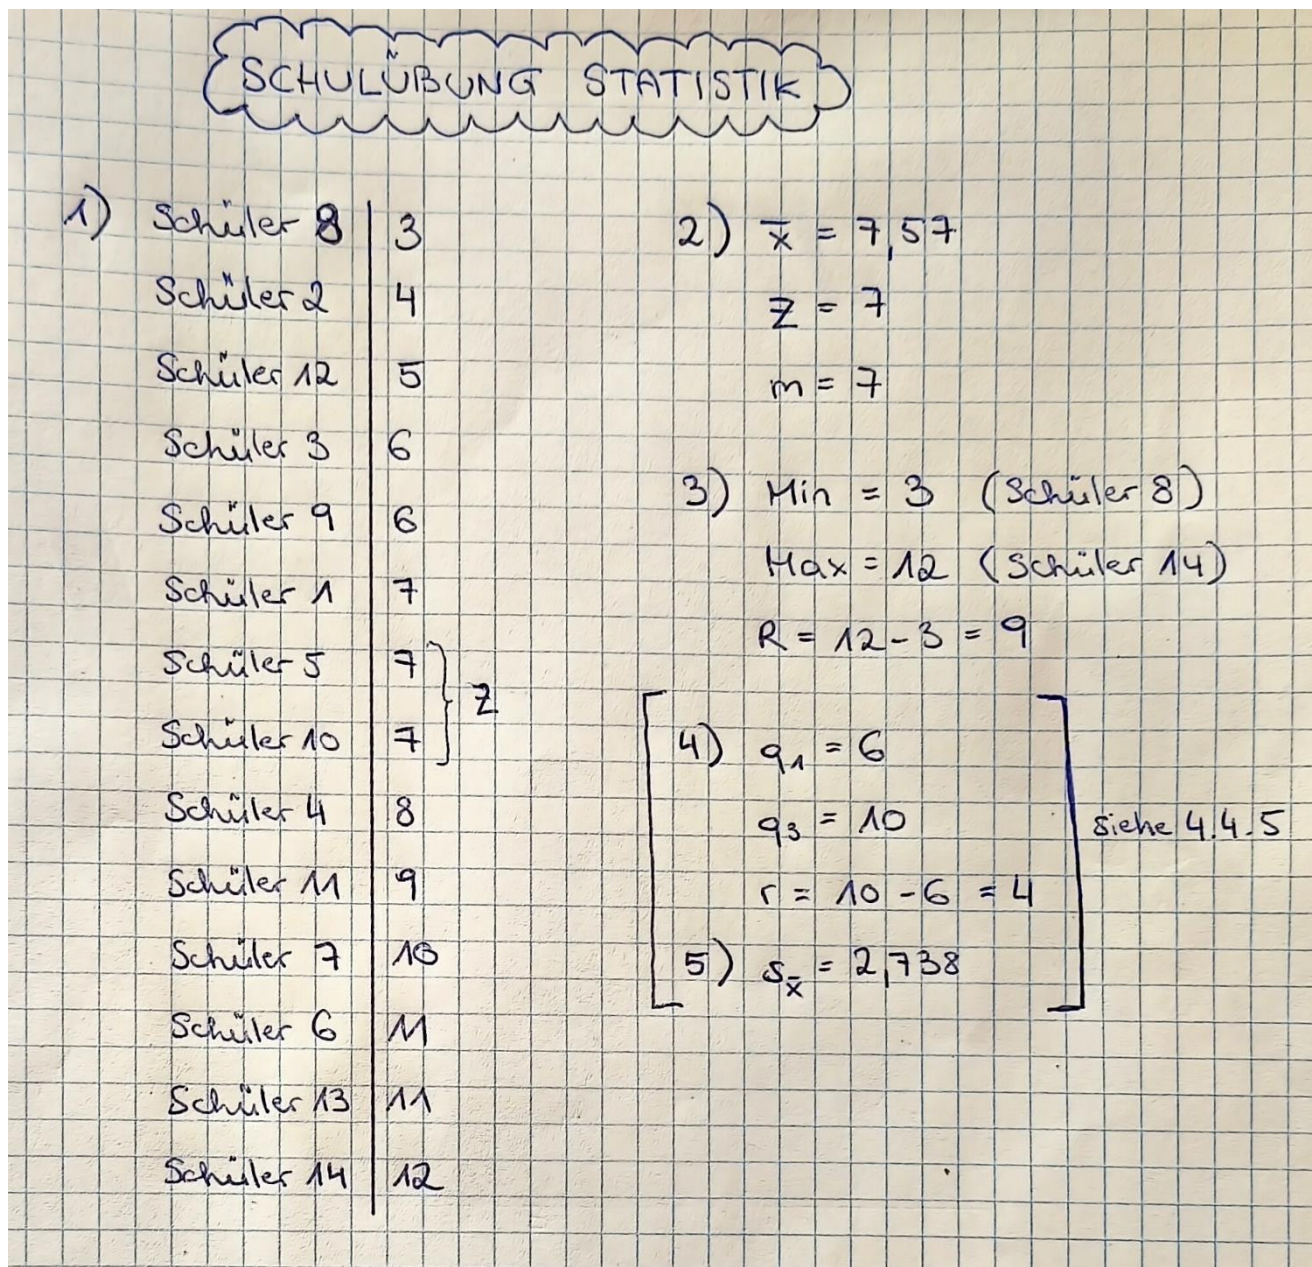 SCHULÜBUNG STATISTIK
1) Schüler 8 | 3
Schüler 2 | 4
Schüler 12 | 5
Schüler 3 | 6
Schüler 9 | 6
Schüler 1 | 7
Schüler 5 | 7
Schüler 10 | 7
} Z
Schüler 4 | 8
Schüler 11 | 9
Schüler 7 | 10
Schüler 6 | 11
Schüler 13 | 11
Schüler 14 | 12
2) x̄ = 7,57
Z = 7
m = 7
3) Min = 3 (Schüler 8)
Max = 12 (Schüler 14)
R = 12 - 3 = 9
4) q₁ = 6
q₃ = 10
r = 10 - 6 = 4
5) s_x̄ = 2,738
siehe 4.4.5